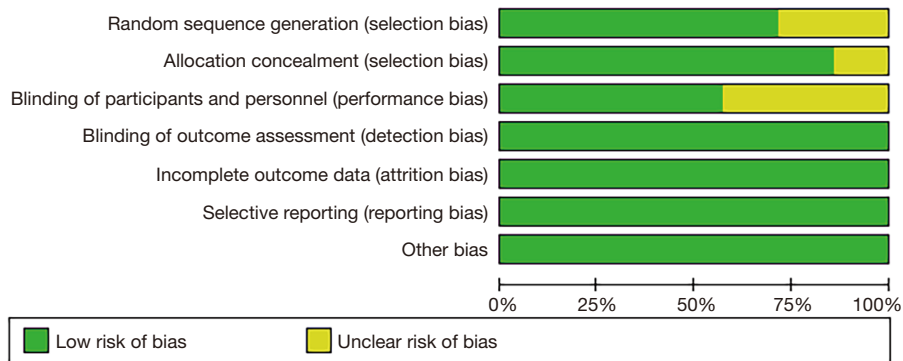 Random sequence generation (selection bias)
Allocation concealment (selection bias)
Blinding of participants and personnel (performance bias)
Blinding of outcome assessment (detection bias)
Incomplete outcome data (attrition bias)
Selective reporting (reporting bias)
Other bias
0% 25% 50% 75% 100%
Low risk of bias Unclear risk of bias